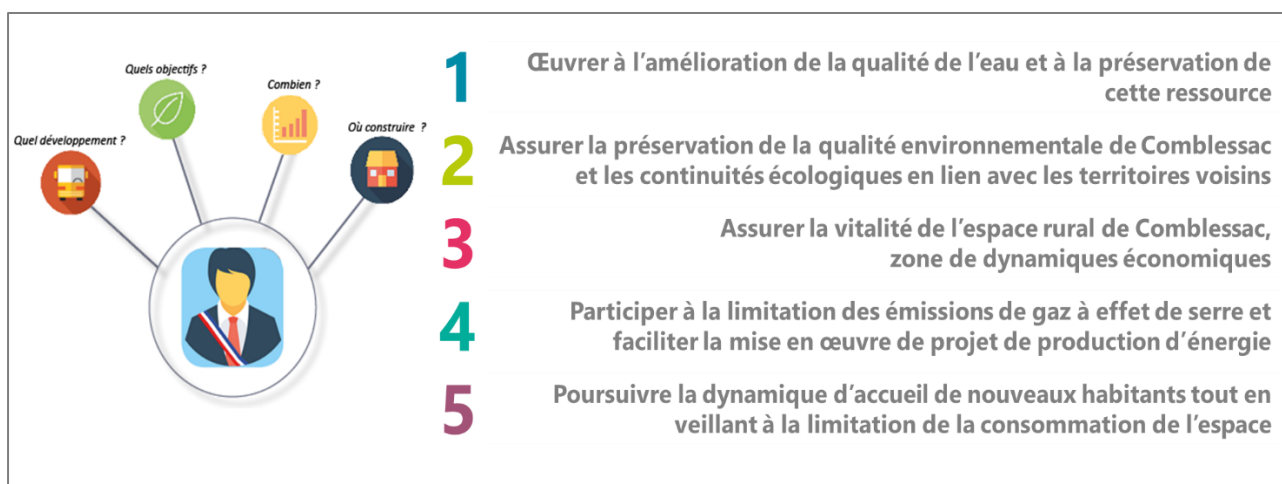 Quels objectifs ?
Combien ?
Quel développement ?
Où construire ?
1
Œuvrer à l'amélioration de la qualité de l'eau et à la préservation de
cette ressource
2
Assurer la préservation de la qualité environnementale de Comblessac
et les continuités écologiques en lien avec les territoires voisins
3
Assurer la vitalité de l'espace rural de Comblessac,
zone de dynamiques économiques
4
Participer à la limitation des émissions de gaz à effet de serre et
faciliter la mise en œuvre de projet de production d'énergie
5
Poursuivre la dynamique d'accueil de nouveaux habitants tout en
veillant à la limitation de la consommation de l'espace